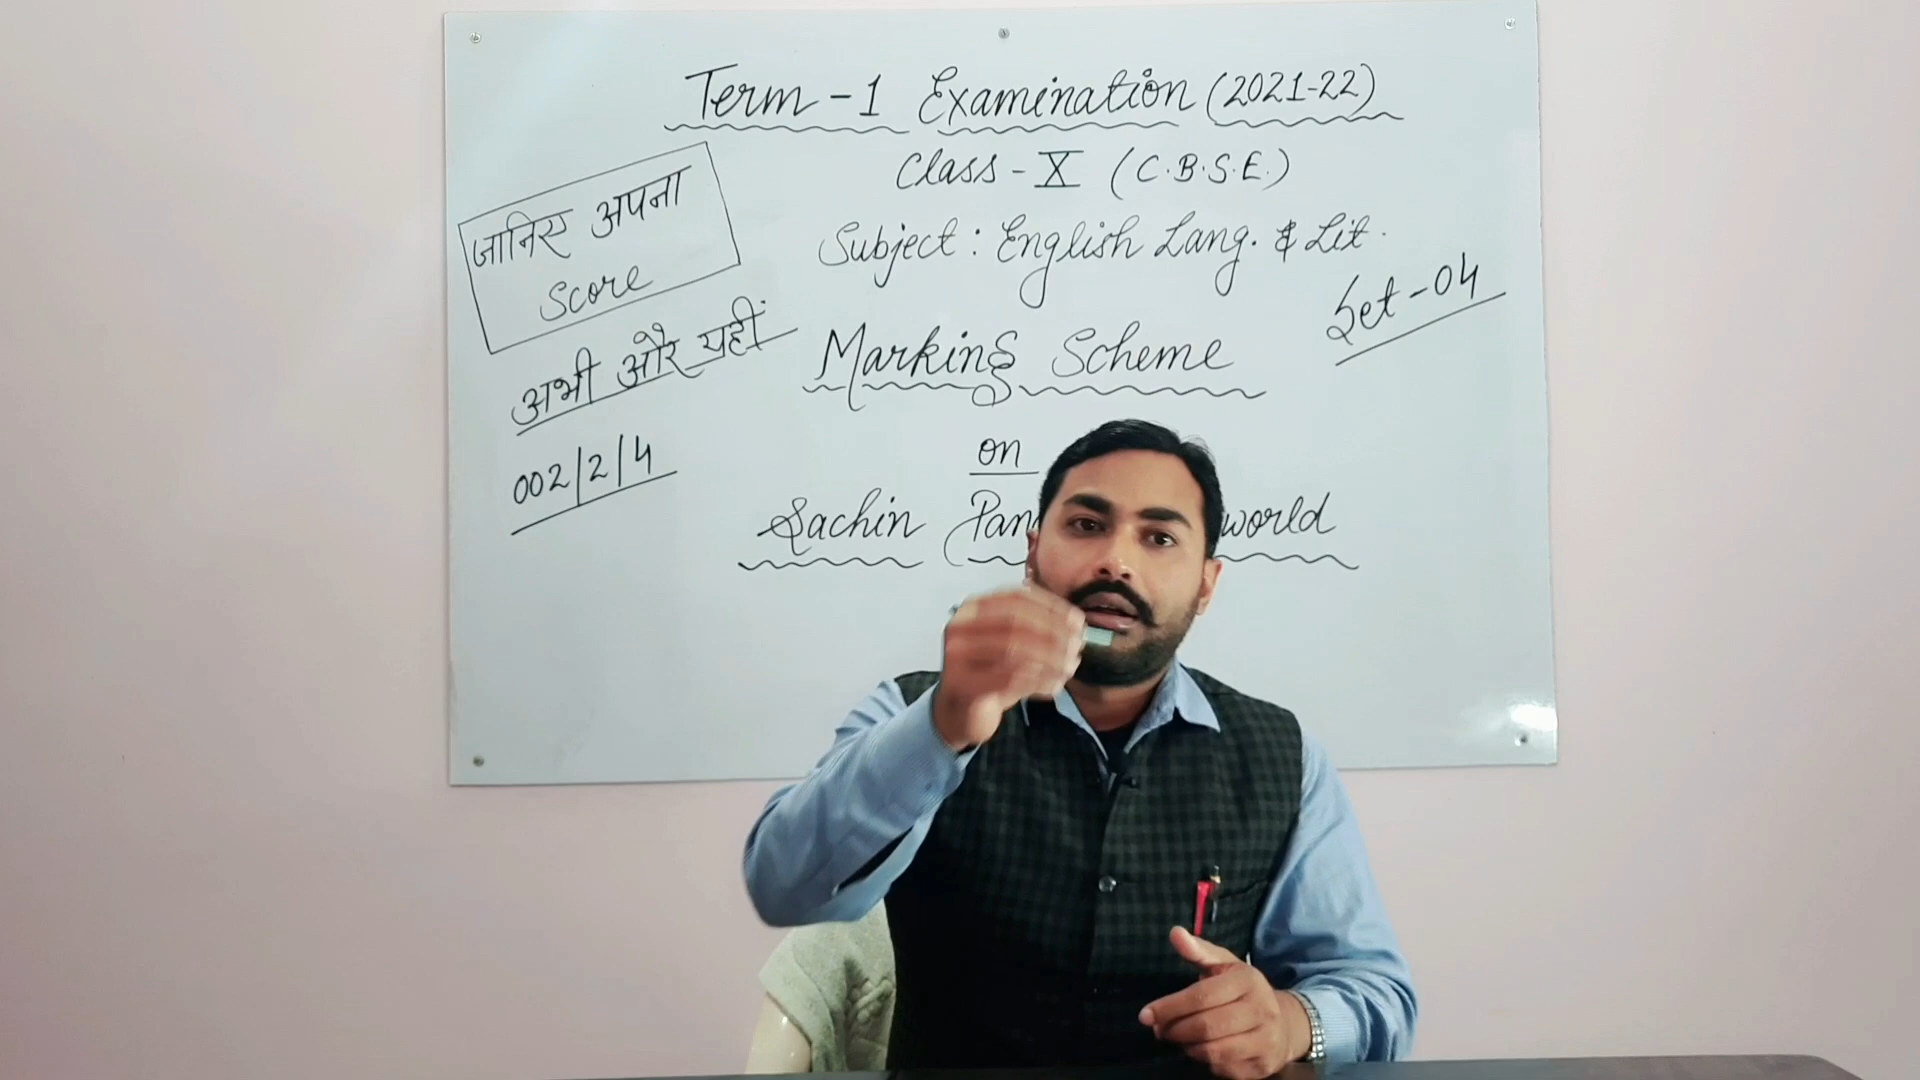 Term - 1 Examination (2021-22)
Class - X (C.B.S.E.)
Subject : English Lang. & Lit.
जानिए अपना
Score
अभी और यहीं
002/2/4
Set - 04
Marking Scheme
on
Sachin Pan world